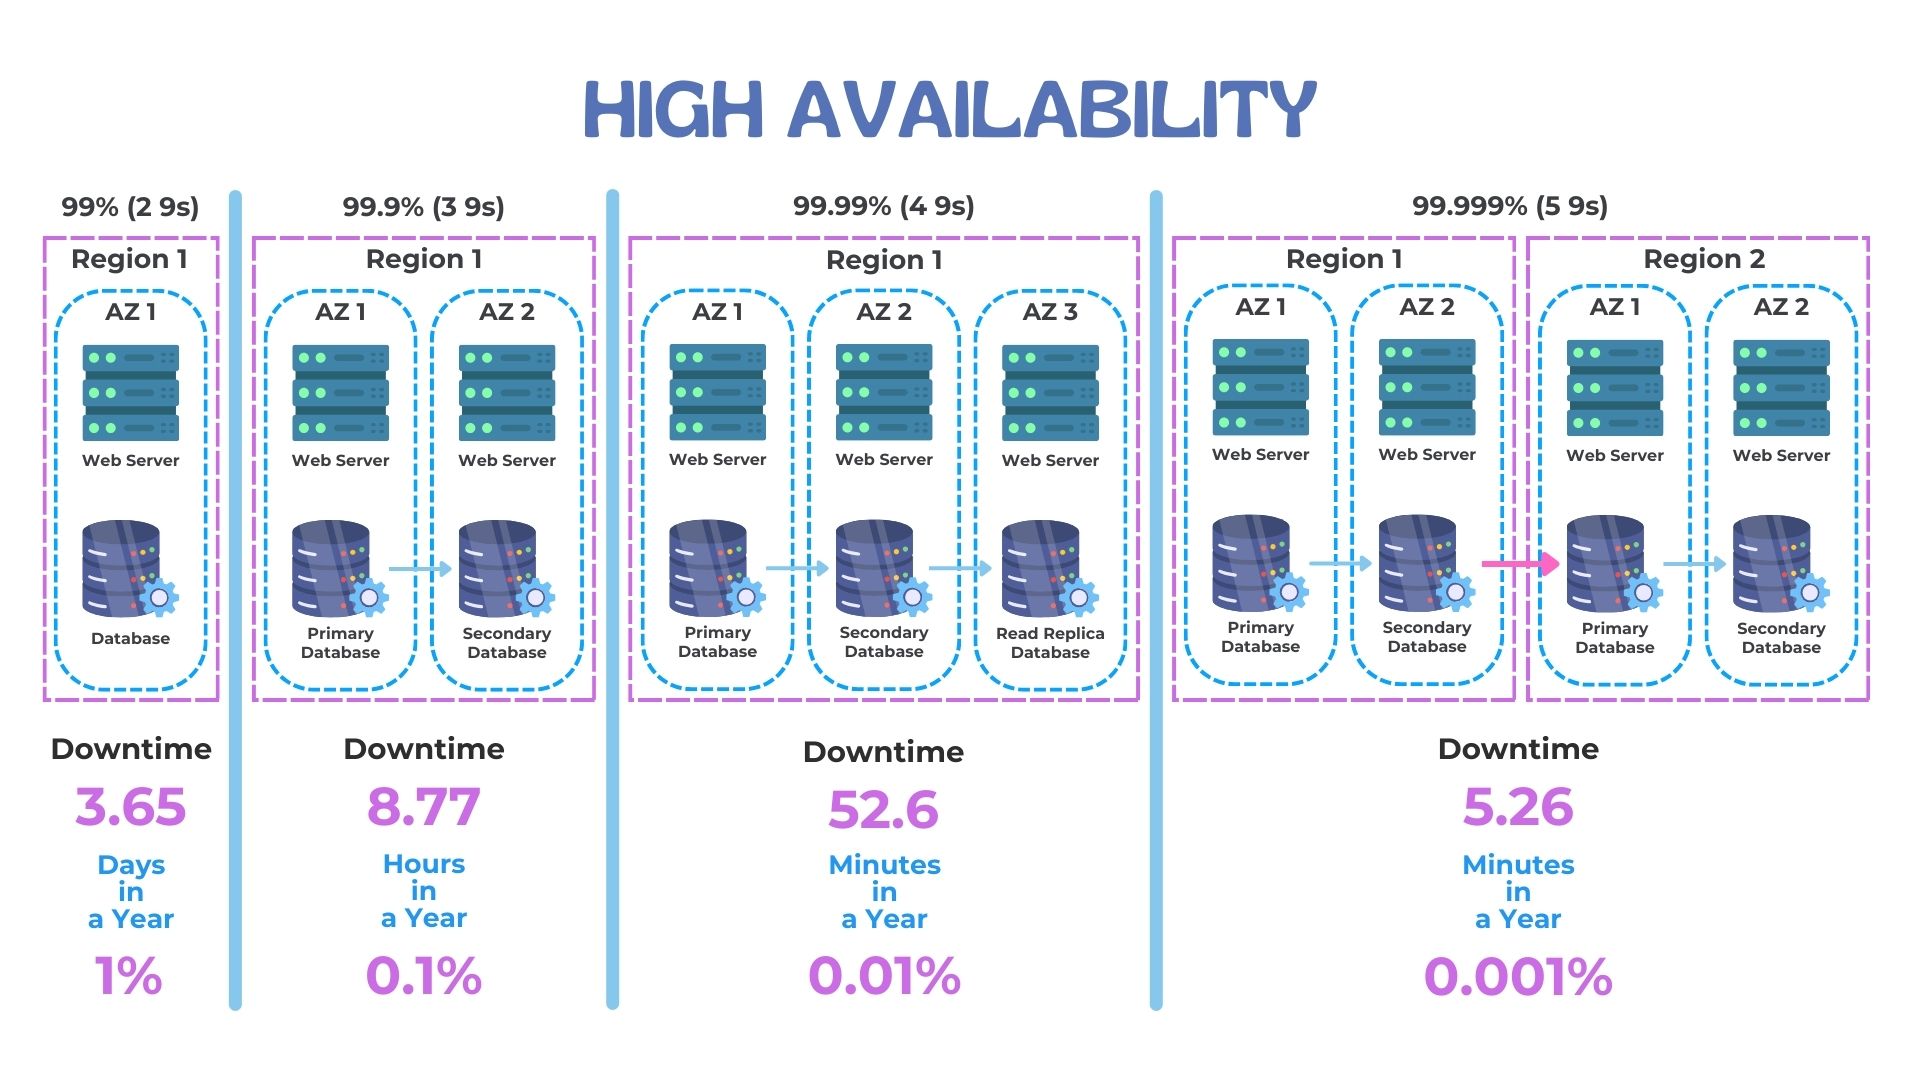 HIGH AVAILABILITY
99% (2 9s)
Region 1
AZ 1
Web Server
Database
Downtime
3.65
Days
in
a Year
1%
99.9% (3 9s)
Region 1
AZ 1
Web Server
Primary
Database
AZ 2
Web Server
Secondary
Database
Downtime
8.77
Hours
in
a Year
0.1%
99.99% (4 9s)
Region 1
AZ 1
Web Server
Primary
Database
AZ 2
Web Server
Secondary
Database
AZ 3
Web Server
Read Replica
Database
Downtime
52.6
Minutes
in
a Year
0.01%
99.999% (5 9s)
Region 1
AZ 1
Web Server
Primary
Database
AZ 2
Web Server
Secondary
Database
Region 2
AZ 1
Web Server
Primary
Database
AZ 2
Web Server
Secondary
Database
Downtime
5.26
Minutes
in
a Year
0.001%